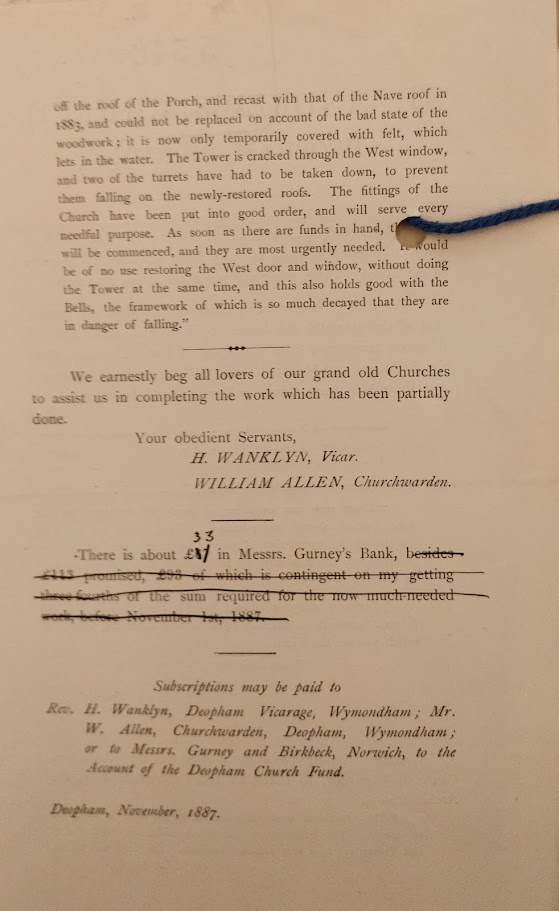 off the roof of the Porch, and recast with that of the Nave roof in
1883, and could not be replaced on account of the bad state of the
woodwork; it is now only temporarily covered with felt, which
lets in the water. The Tower is cracked through the West window,
and two of the turrets have had to be taken down, to prevent
them falling on the newly-restored roofs. The fittings of the
Church have been put into good order, and will serve every
needful purpose. As soon as there are funds in hand,
will be commenced, and they are most urgently needed. It would
be of no use restoring the West door and window, without doing
the Tower at the same time, and this also holds good with the
Bells, the framework of which is so much decayed that they are
in danger of falling."
We earnestly beg all lovers of our grand old Churches
to assist us in completing the work which has been partially
done.
Your obedient Servants,
H. WANKLYN, Vicar.
WILLIAM ALLEN, Churchwarden.
33
There is about £ in Messrs. Gurney's Bank, besides
£113 promised, £93 of which is contingent on my getting
three-fourths of the sum required for the now much-needed
work, before November 1st, 1887.
Subscriptions may be paid to
Rev. H. Wanklyn, Deopham Vicarage, Wymondham; Mr.
W. Allen, Churchwarden, Deopham, Wymondham;
or to Messrs. Gurney and Birkbeck, Norwich, to the
Account of the Deopham Church Fund.
Deopham, November, 1887.